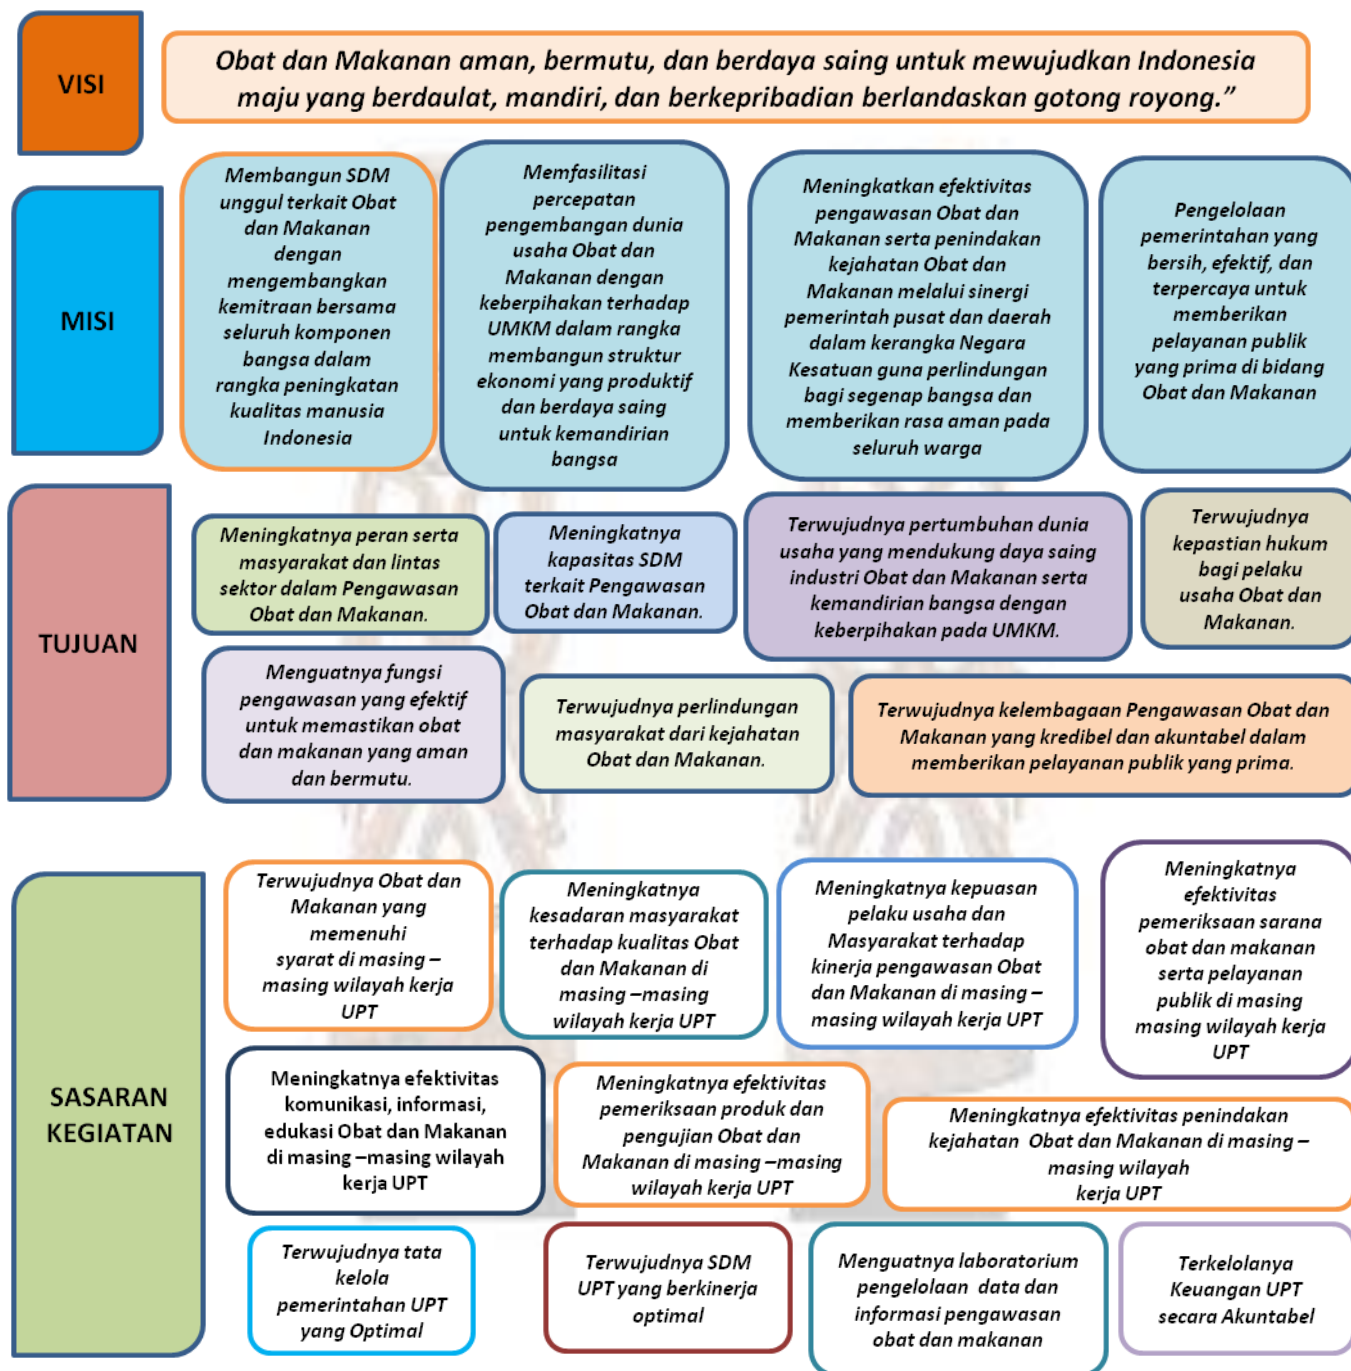 VISI
Obat dan Makanan aman, bermutu, dan berdaya saing untuk mewujudkan Indonesia
maju yang berdaulat, mandiri, dan berkepribadian berlandaskan gotong royong.”
MISI
Membangun SDM
unggul terkait Obat
dan Makanan
dengan
mengembangkan
kemitraan bersama
seluruh komponen
bangsa dalam
rangka peningkatan
kualitas manusia
Indonesia
Memfasilitasi
percepatan
pengembangan dunia
usaha Obat dan
Makanan dengan
keberpihakan terhadap
UMKM dalam rangka
membangun struktur
ekonomi yang produktif
dan berdaya saing
untuk kemandirian
bangsa
Meningkatkan efektivitas
pengawasan Obat dan
Makanan serta penindakan
kejahatan Obat dan
Makanan melalui sinergi
pemerintah pusat dan daerah
dalam kerangka Negara
Kesatuan guna perlindungan
bagi segenap bangsa dan
memberikan rasa aman pada
seluruh warga
Pengelolaan
pemerintahan yang
bersih, efektif, dan
terpercaya untuk
memberikan
pelayanan publik
yang prima di bidang
Obat dan Makanan
TUJUAN
Meningkatnya peran serta
masyarakat dan lintas
sektor dalam Pengawasan
Obat dan Makanan.
Meningkatnya
kapasitas SDM
terkait Pengawasan
Obat dan Makanan.
Terwujudnya pertumbuhan dunia
usaha yang mendukung daya saing
industri Obat dan Makanan serta
kemandirian bangsa dengan
keberpihakan pada UMKM.
Terwujudnya
kepastian hukum
bagi pelaku
usaha Obat dan
Makanan.
Menguatnya fungsi
pengawasan yang efektif
untuk memastikan obat
dan makanan yang aman
dan bermutu.
Terwujudnya perlindungan
masyarakat dari kejahatan
Obat dan Makanan.
Terwujudnya kelembagaan Pengawasan Obat dan
Makanan yang kredibel dan akuntabel dalam
memberikan pelayanan publik yang prima.
SASARAN
KEGIATAN
Terwujudnya Obat dan
Makanan yang
memenuhi
syarat di masing –
masing wilayah kerja
UPT
Meningkatnya
kesadaran masyarakat
terhadap kualitas Obat
dan Makanan di
masing –masing
wilayah kerja UPT
Meningkatnya kepuasan
pelaku usaha dan
Masyarakat terhadap
kinerja pengawasan Obat
dan Makanan di masing –
masing wilayah kerja UPT
Meningkatnya
efektivitas
pemeriksaan sarana
obat dan makanan
serta pelayanan
publik di masing
masing wilayah kerja
UPT
Meningkatnya efektivitas
komunikasi, informasi,
edukasi Obat dan Makanan
di masing –masing wilayah
kerja UPT
Meningkatnya efektivitas
pemeriksaan produk dan
pengujian Obat dan
Makanan di masing –masing
wilayah kerja UPT
Meningkatnya efektivitas penindakan
kejahatan Obat dan Makanan di masing –
masing wilayah
kerja UPT
Terwujudnya tata
kelola
pemerintahan UPT
yang Optimal
Terwujudnya SDM
UPT yang berkinerja
optimal
Menguatnya laboratorium
pengelolaan data dan
informasi pengawasan
obat dan makanan
Terkelolanya
Keuangan UPT
secara Akuntabel